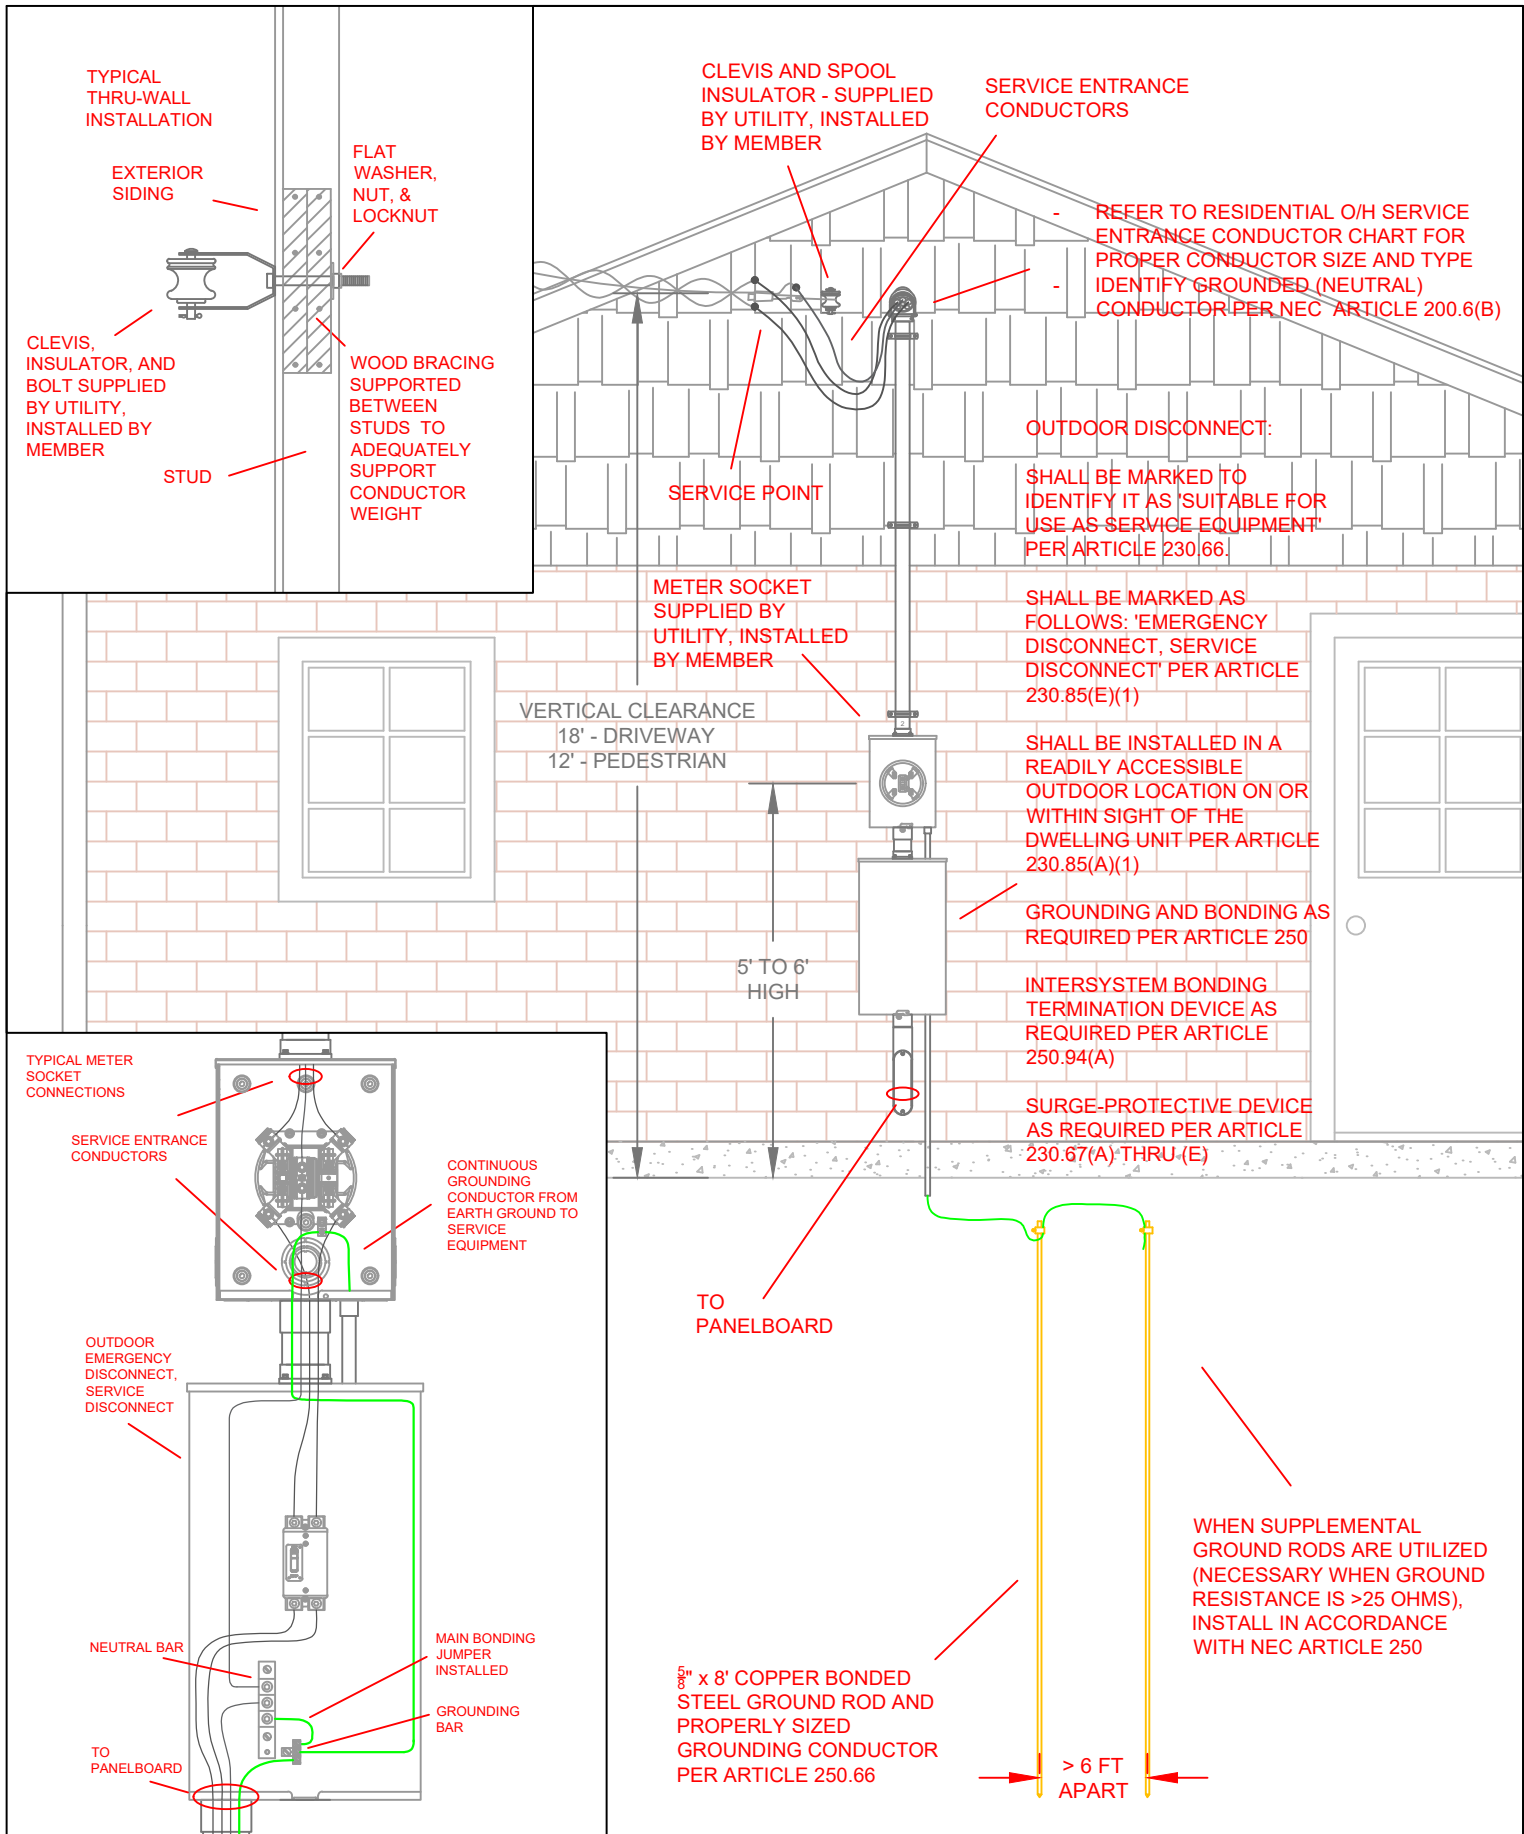 TYPICAL
THRU-WALL
INSTALLATION
EXTERIOR
SIDING
FLAT
WASHER,
NUT, &
LOCKNUT
CLEVIS,
INSULATOR, AND
BOLT SUPPLIED
BY UTILITY,
INSTALLED BY
MEMBER
STUD
WOOD BRACING
SUPPORTED
BETWEEN
STUDS TO
ADEQUATELY
SUPPORT
CONDUCTOR
WEIGHT
CLEVIS AND SPOOL
INSULATOR - SUPPLIED
BY UTILITY, INSTALLED
BY MEMBER
SERVICE ENTRANCE
CONDUCTORS
- REFER TO RESIDENTIAL O/H SERVICE
ENTRANCE CONDUCTOR CHART FOR
PROPER CONDUCTOR SIZE AND TYPE
- IDENTIFY GROUNDED (NEUTRAL)
CONDUCTOR PER NEC ARTICLE 200.6(B)
SERVICE POINT
OUTDOOR DISCONNECT:
SHALL BE MARKED TO
IDENTIFY IT AS 'SUITABLE FOR
USE AS SERVICE EQUIPMENT'
PER ARTICLE 230.66.
SHALL BE MARKED AS
FOLLOWS: 'EMERGENCY
DISCONNECT, SERVICE
DISCONNECT' PER ARTICLE
230.85(E)(1)
SHALL BE INSTALLED IN A
READILY ACCESSIBLE
OUTDOOR LOCATION ON OR
WITHIN SIGHT OF THE
DWELLING UNIT PER ARTICLE
230.85(A)(1)
GROUNDING AND BONDING AS
REQUIRED PER ARTICLE 250
INTERSYSTEM BONDING
TERMINATION DEVICE AS
REQUIRED PER ARTICLE
250.94(A)
SURGE-PROTECTIVE DEVICE
AS REQUIRED PER ARTICLE
230.67(A) THRU (E)
METER SOCKET
SUPPLIED BY
UTILITY, INSTALLED
BY MEMBER
2
VERTICAL CLEARANCE
18' - DRIVEWAY
12' - PEDESTRIAN
5' TO 6'
HIGH
TO
PANELBOARD
TYPICAL METER
SOCKET
CONNECTIONS
SERVICE ENTRANCE
CONDUCTORS
CONTINUOUS
GROUNDING
CONDUCTOR FROM
EARTH GROUND TO
SERVICE
EQUIPMENT
OUTDOOR
EMERGENCY
DISCONNECT,
SERVICE
DISCONNECT
NEUTRAL BAR
MAIN BONDING
JUMPER
INSTALLED
GROUNDING
BAR
TO
PANELBOARD
5/8" x 8' COPPER BONDED
STEEL GROUND ROD AND
PROPERLY SIZED
GROUNDING CONDUCTOR
PER ARTICLE 250.66
> 6 FT
APART
WHEN SUPPLEMENTAL
GROUND RODS ARE UTILIZED
(NECESSARY WHEN GROUND
RESISTANCE IS >25 OHMS),
INSTALL IN ACCORDANCE
WITH NEC ARTICLE 250